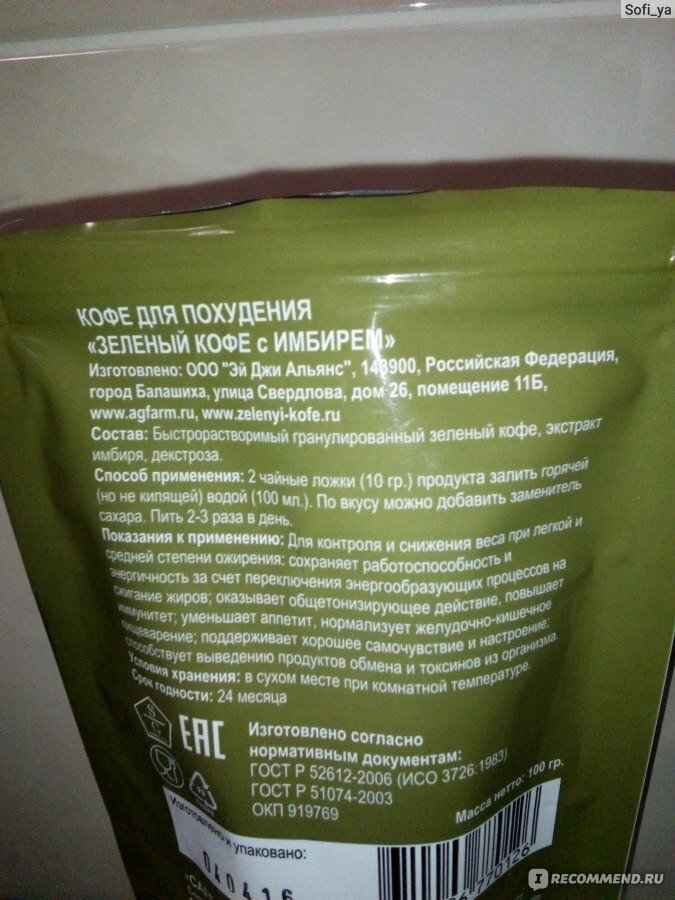 Sofi_ya
КОФЕ ДЛЯ ПОХУДЕНИЯ
«ЗЕЛЕНЫЙ КОФЕ с ИМБИРЕМ»
Изготовлено: ООО "Эй Джи Альянс", 143900, Российская Федерация,
город Балашиха, улица Свердлова, дом 26, помещение 11Б,
www.agfarm.ru, www.zelenyi-kofe.ru
Состав: Быстрорастворимый гранулированный зеленый кофе, экстракт
имбиря, декстроза.
Способ применения: 2 чайные ложки (10 гр.) продукта залить горячей
(но не кипящей) водой (100 мл.). По вкусу можно добавить заменитель
сахара. Пить 2-3 раза в день.
Показания к применению: Для контроля и снижения веса при легкой и
средней степени ожирения: сохраняет работоспособность и
энергичность за счет переключения энергообразующих процессов на
сжигание жиров; оказывает общетонизирующее действие, повышает
иммунитет; уменьшает аппетит, нормализует желудочно-кишечное
пищеварение; поддерживает хорошее самочувствие и настроение;
способствует выведению продуктов обмена и токсинов из организма.
Условия хранения: в сухом месте при комнатной температуре.
Срок годности: 24 месяца
ЕАС
Изготовлено согласно
нормативным документам:
ГОСТ Р 52612-2006 (ИСО 3726:1983)
ГОСТ Р 51074-2003
ОКП 919769
Масса нетто: 100 гр.
Изготовлено и упаковано:
040416
770126
IRECOMMEND.RU